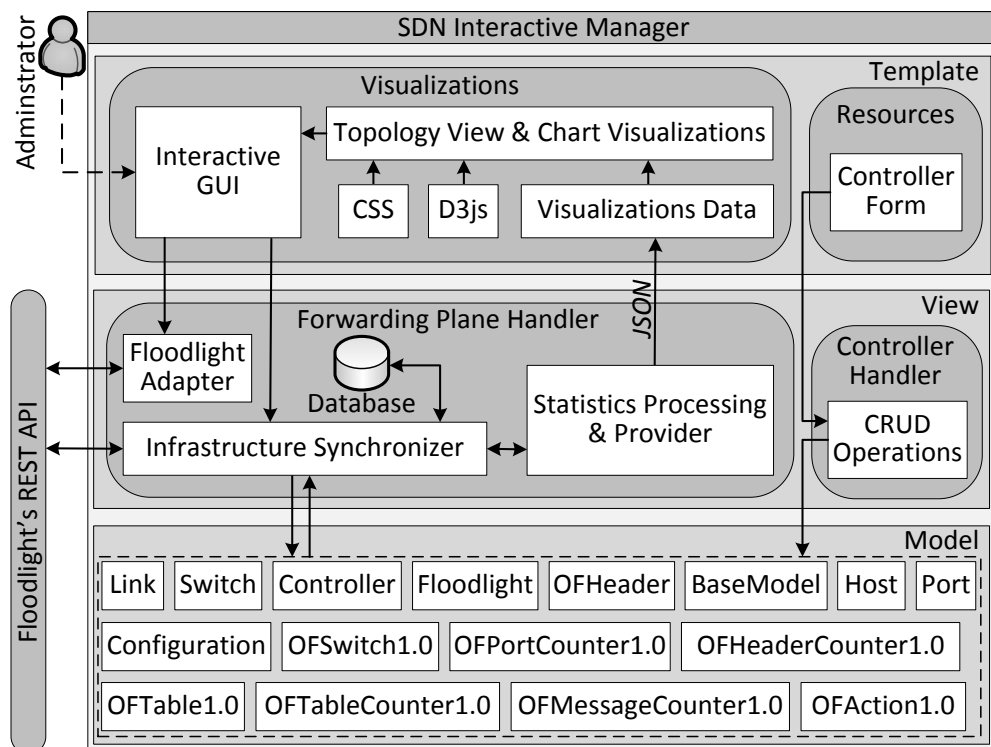 SDN Interactive Manager
Adminstrator
Template
Visualizations
Resources
Interactive
GUI
Topology View & Chart Visualizations
CSS
D3js
Visualizations Data
Controller
Form
JSON
View
Forwarding Plane Handler
Controller
Handler
Floodlight
Adapter
Database
Statistics Processing
& Provider
Infrastructure Synchronizer
CRUD
Operations
Floodlight's REST API
Model
Link
Switch
Controller
Floodlight
OFHeader
BaseModel
Host
Port
Configuration
OFSwitch1.0
OFPortCounter1.0
OFHeaderCounter1.0
OFTable1.0
OFTableCounter1.0
OFMessageCounter1.0
OFAction1.0